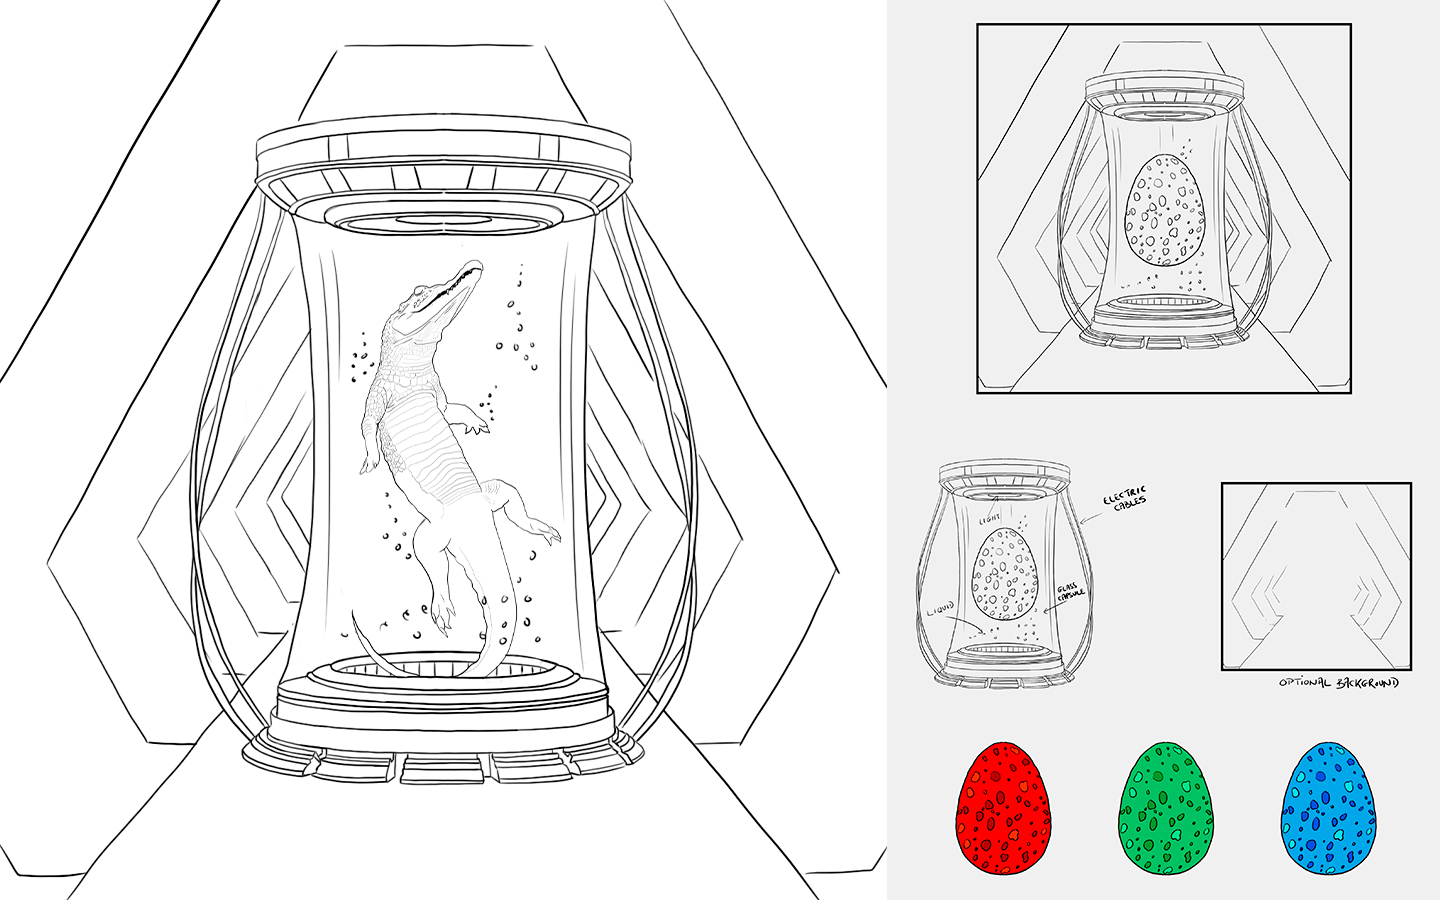 ELECTRIC
CABLES
LIGHT
GLASS
CAPSULE
LIQUID
OPTIONAL BACKGROUND